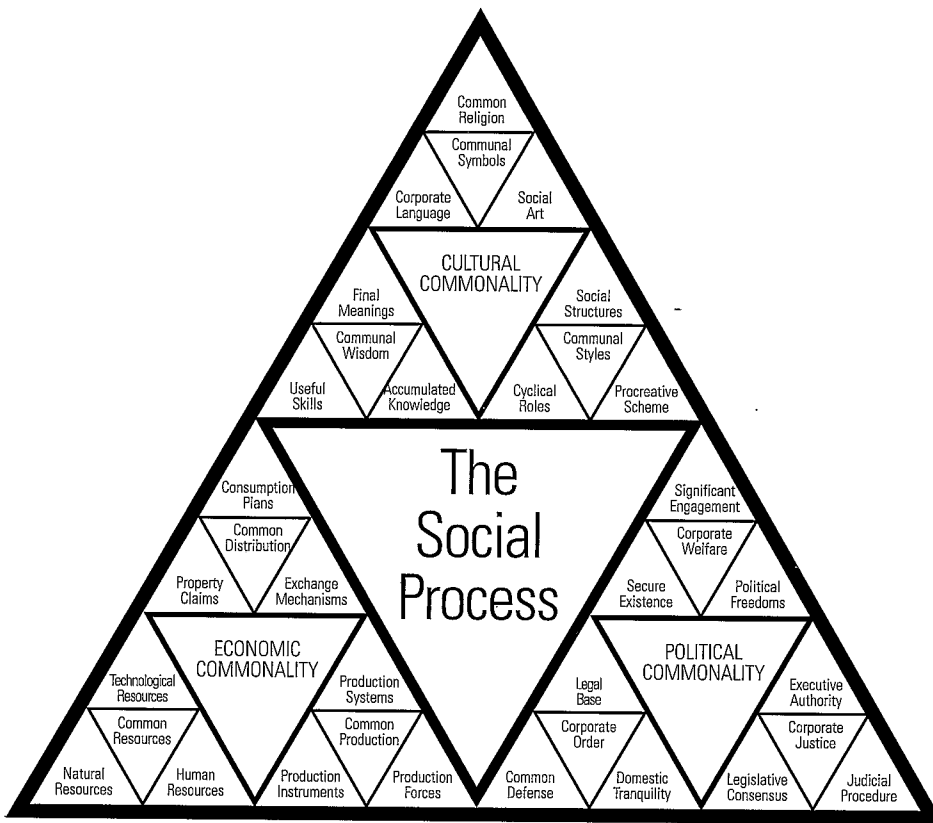 Common
Religion
Communal
Symbols
Corporate
Language
Social
Art
CULTURAL
COMMONALITY
Final
Meanings
Social
Structures
Communal
Wisdom
Communal
Styles
Useful
Skills
Accumulated
Knowledge
Cyclical
Roles
Procreative
Scheme
The
Social
Process
Consumption
Plans
Significant
Engagement
Common
Distribution
Corporate
Welfare
Property
Claims
Exchange
Mechanisms
Secure
Existence
Political
Freedoms
ECONOMIC
COMMONALITY
POLITICAL
COMMONALITY
Technological
Resources
Production
Systems
Legal
Base
Executive
Authority
Common
Resources
Common
Production
Corporate
Order
Corporate
Justice
Natural
Resources
Human
Resources
Production
Instruments
Production
Forces
Common
Defense
Domestic
Tranquility
Legislative
Consensus
Judicial
Procedure